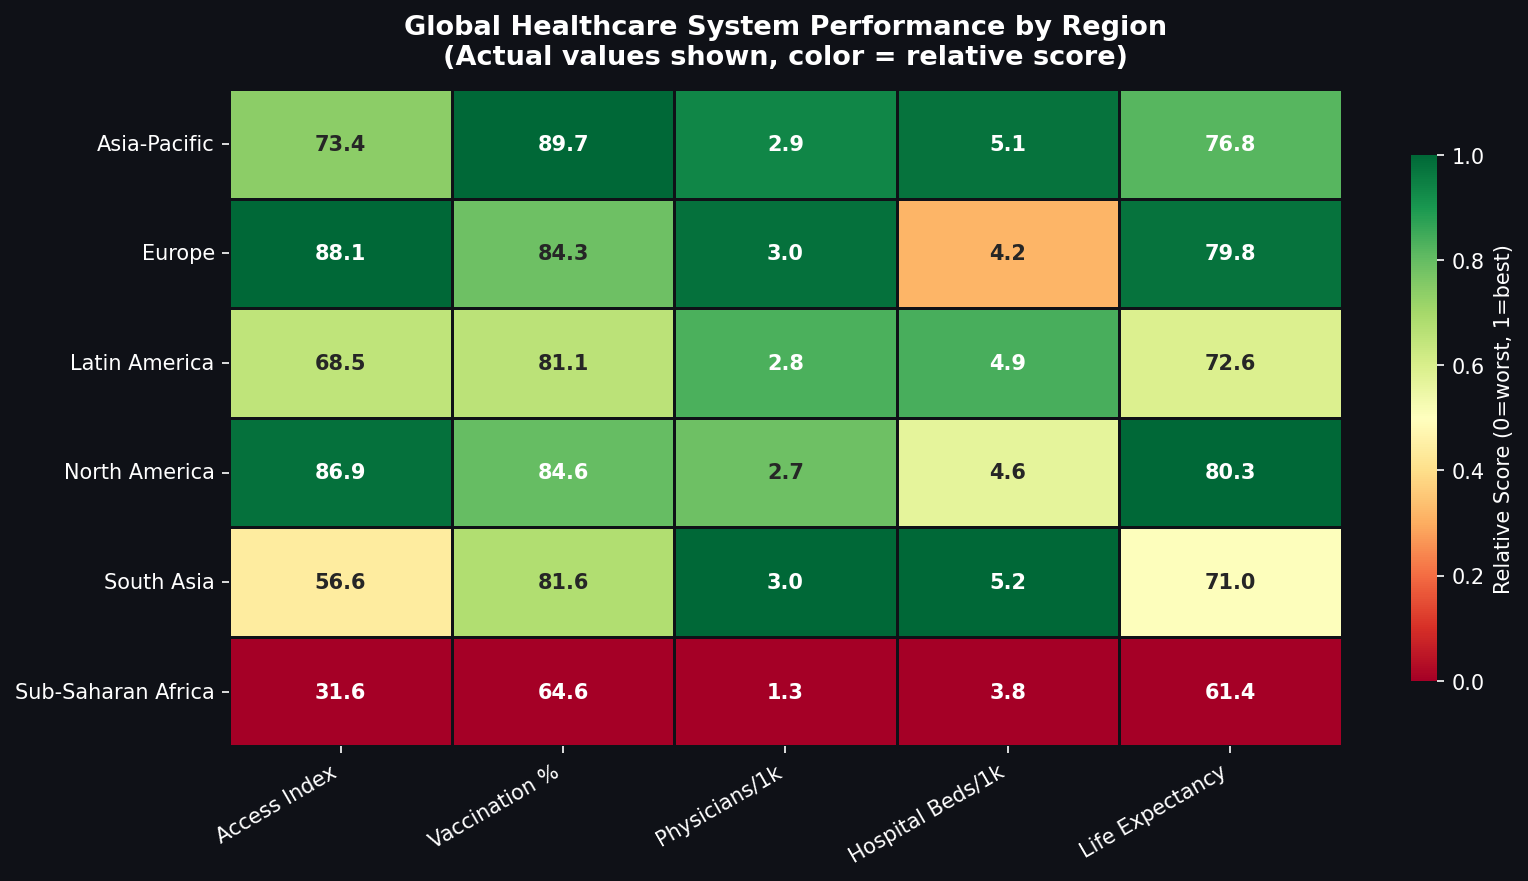 Global Healthcare System Performance by Region
(Actual values shown, color = relative score)
Asia-Pacific 73.4 89.7 2.9 5.1 76.8
Europe 88.1 84.3 3.0 4.2 79.8
Latin America 68.5 81.1 2.8 4.9 72.6
North America 86.9 84.6 2.7 4.6 80.3
South Asia 56.6 81.6 3.0 5.2 71.0
Sub-Saharan Africa 31.6 64.6 1.3 3.8 61.4
Access Index
Vaccination %
Physicians/1k
Hospital Beds/1k
Life Expectancy
1.0
0.8
0.6
0.4
0.2
0.0
Relative Score (0=worst, 1=best)